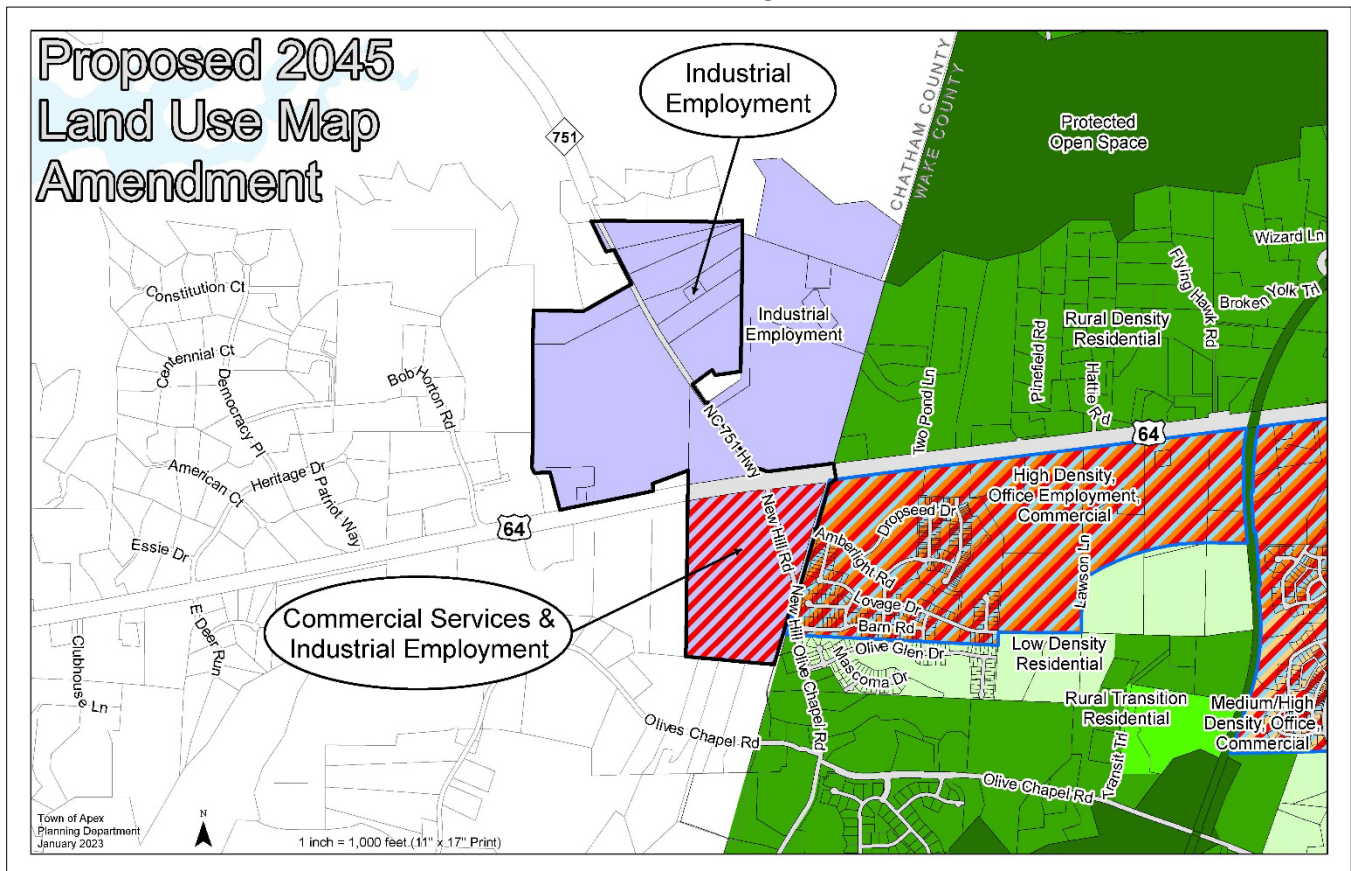 Proposed 2045
Land Use Map
Amendment
Industrial
Employment
751
CHATHAM COUNTY
WAKE COUNTY
Protected
Open Space
Wizard Ln
Flying Hawk Rd
Broken Yolk Trl
Constitution Ct
Industrial
Employment
Rural Density
Residential
Pinefield Rd
Hattie Rd
Centennial Ct
Democracy Pl
Bob Horton Rd
Two Pond Ln
NC 751 Hwy
64
American Ct
Heritage Dr
Patriot Way
High Density,
Office Employment,
Commercial
Dropseed Dr
New Hill Rd
Amberlight Rd
64
Essie Dr
Lawson Ln
Lovage Dr
Barn Rd
Commercial Services &
Industrial Employment
E Deer Run
Clubhouse Ln
New Hill Olive Chapel Rd
Olive Glen Dr
Mascoma Dr
Low Density
Residential
Rural Transition
Residential
Medium/High
Density, Office,
Commercial
Olives Chapel Rd
Transit Trl
Olive Chapel Rd
Town of Apex
Planning Department
January 2023
N
1 inch = 1,000 feet (11" x 17" Print)